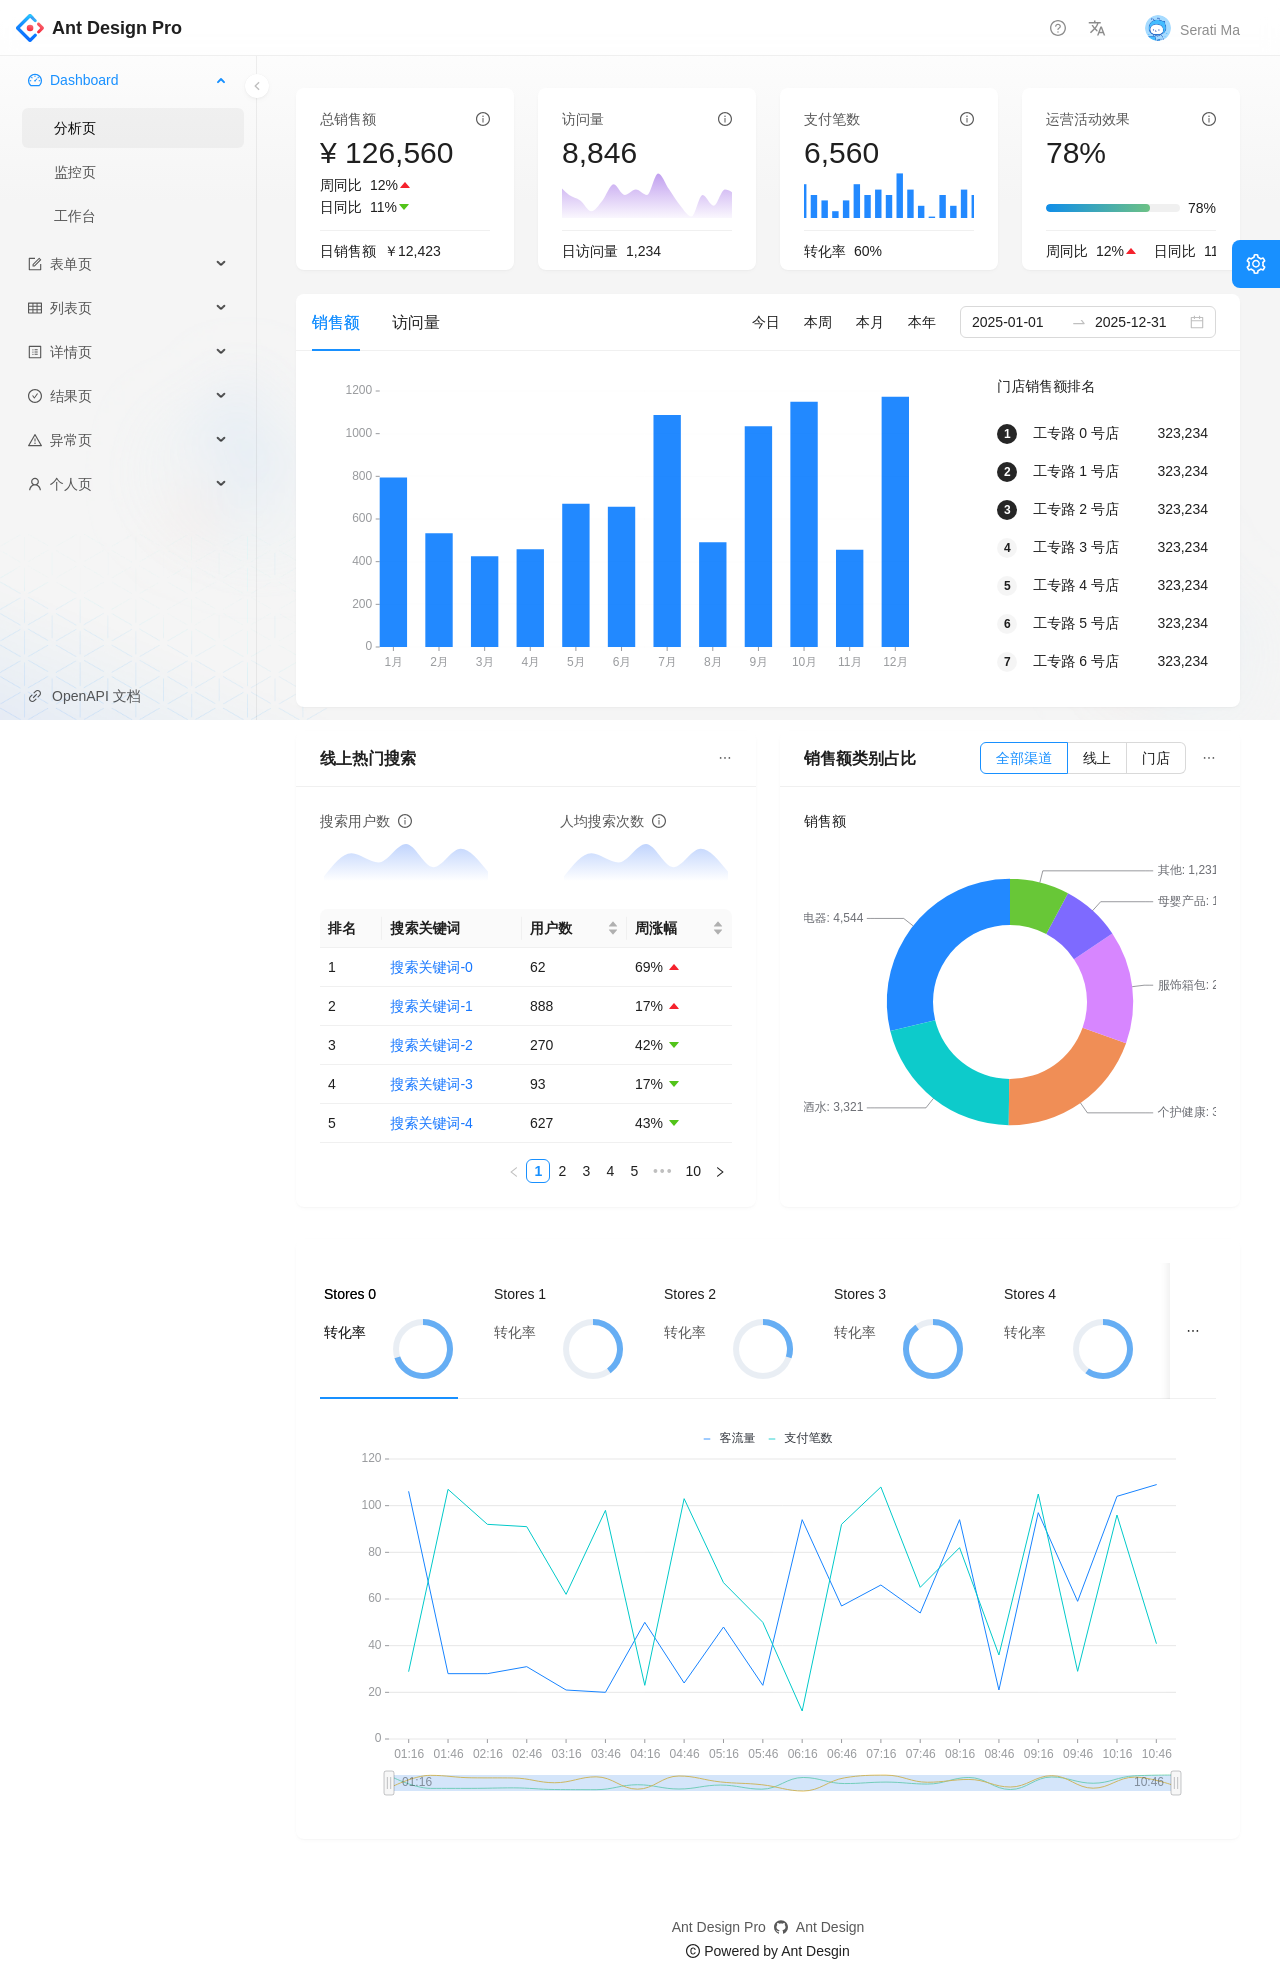 Ant Design Pro
Serati Ma
Dashboard
分析页
监控页
工作台
表单页
列表页
详情页
结果页
异常页
个人页
OpenAPI 文档
总销售额
¥ 126,560
周同比 12%
日同比 11%
日销售额 ￥12,423
访问量
8,846
日访问量 1,234
支付笔数
6,560
转化率 60%
运营活动效果
78%
78%
周同比 12% 日同比 11
销售额 访问量 今日 本周 本月 本年 2025-01-01 2025-12-31
1200
1000
800
600
400
200
0
1月 2月 3月 4月 5月 6月 7月 8月 9月 10月 11月 12月
门店销售额排名
1 工专路 0 号店 323,234
2 工专路 1 号店 323,234
3 工专路 2 号店 323,234
4 工专路 3 号店 323,234
5 工专路 4 号店 323,234
6 工专路 5 号店 323,234
7 工专路 6 号店 323,234
线上热门搜索
搜索用户数 人均搜索次数
排名 搜索关键词 用户数 周涨幅
1 搜索关键词-0 62 69%
2 搜索关键词-1 888 17%
3 搜索关键词-2 270 42%
4 搜索关键词-3 93 17%
5 搜索关键词-4 627 43%
1 2 3 4 5 ••• 10
销售额类别占比 全部渠道 线上 门店
销售额
其他: 1,231
母婴产品: 1
电器: 4,544
服饰箱包: 2
酒水: 3,321
个护健康: 3
Stores 0 Stores 1 Stores 2 Stores 3 Stores 4
转化率 转化率 转化率 转化率 转化率
客流量 支付笔数
120
100
80
60
40
20
0
01:16 01:46 02:16 02:46 03:16 03:46 04:16 04:46 05:16 05:46 06:16 06:46 07:16 07:46 08:16 08:46 09:16 09:46 10:16 10:46
01:16 10:46
Ant Design Pro Ant Design
© Powered by Ant Desgin